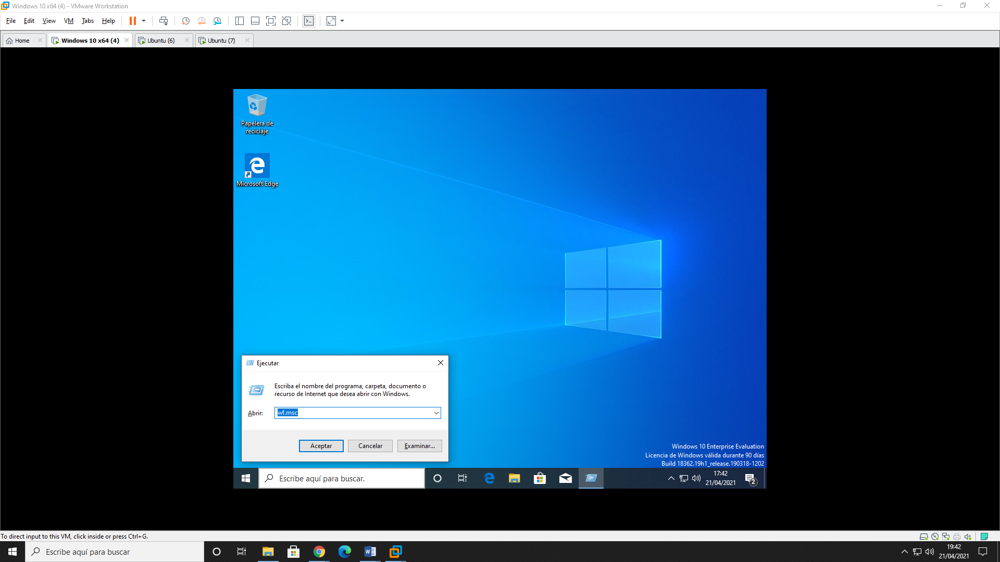 Windows 10 x64 (4) - VMware Workstation
File Edit View VM Tabs Help
Home Windows 10 x64 (4) Ubuntu (6) Ubuntu (7)
Papelera de
reciclaje
Microsoft Edge
Ejecutar
Escriba el nombre del programa, carpeta, documento o
recurso de Internet que desea abrir con Windows.
Abrir: wf.msc
Aceptar Cancelar Examinar...
Windows 10 Enterprise Evaluation
Licencia de Windows válida durante 90 días
Build 18362.19h1_release.190318-1202
Escribe aquí para buscar.
17:42
21/04/2021
2
To direct input to this VM, click inside or press Ctrl+G.
Escribe aquí para buscar
19:42
21/04/2021